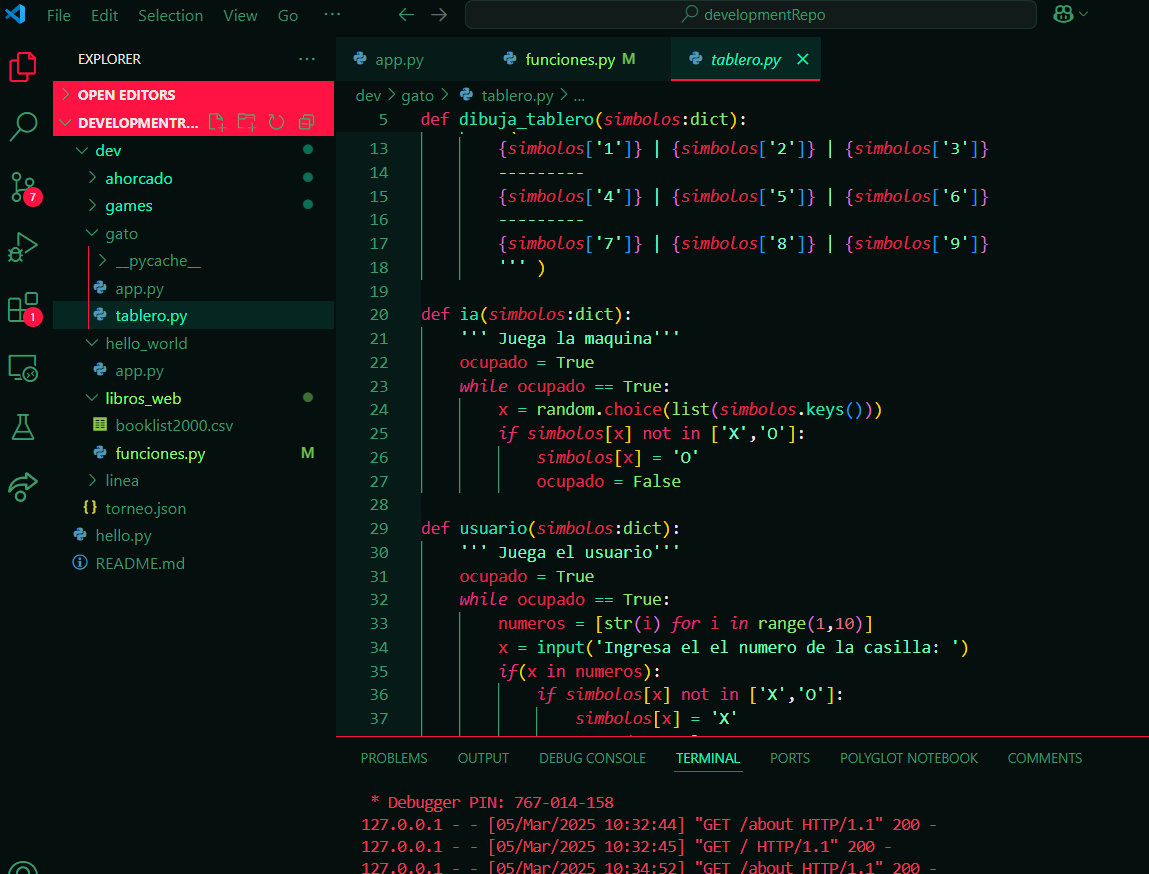 File Edit Selection View Go ··· developmentRepo
EXPLORER ···
OPEN EDITORS
DEVELOPMENTR...
dev
ahorcado
games
gato
__pycache__
app.py
tablero.py
hello_world
app.py
libros_web
booklist2000.csv
funciones.py M
linea
{} torneo.json
hello.py
README.md
7
1
app.py funciones.py M tablero.py
dev > gato > tablero.py > ...
5 def dibuja_tablero(simbolos:dict):
13 {simbolos['1']} | {simbolos['2']} | {simbolos['3']}
14 ---------
15 {simbolos['4']} | {simbolos['5']} | {simbolos['6']}
16 ---------
17 {simbolos['7']} | {simbolos['8']} | {simbolos['9']}
18 ''' )
19
20 def ia(simbolos:dict):
21 ''' Juega la maquina'''
22 ocupado = True
23 while ocupado == True:
24 x = random.choice(list(simbolos.keys()))
25 if simbolos[x] not in ['X','O']:
26 simbolos[x] = 'O'
27 ocupado = False
28
29 def usuario(simbolos:dict):
30 ''' Juega el usuario'''
31 ocupado = True
32 while ocupado == True:
33 numeros = [str(i) for i in range(1,10)]
34 x = input('Ingresa el el numero de la casilla: ')
35 if(x in numeros):
36 if simbolos[x] not in ['X','O']:
37 simbolos[x] = 'X'
PROBLEMS OUTPUT DEBUG CONSOLE TERMINAL PORTS POLYGLOT NOTEBOOK COMMENTS
* Debugger PIN: 767-014-158
127.0.0.1 - - [05/Mar/2025 10:32:44] "GET /about HTTP/1.1" 200 -
127.0.0.1 - - [05/Mar/2025 10:32:45] "GET / HTTP/1.1" 200 -
127.0.0.1 - - [05/Mar/2025 10:34:52] "GET /about HTTP/1.1" 200 -